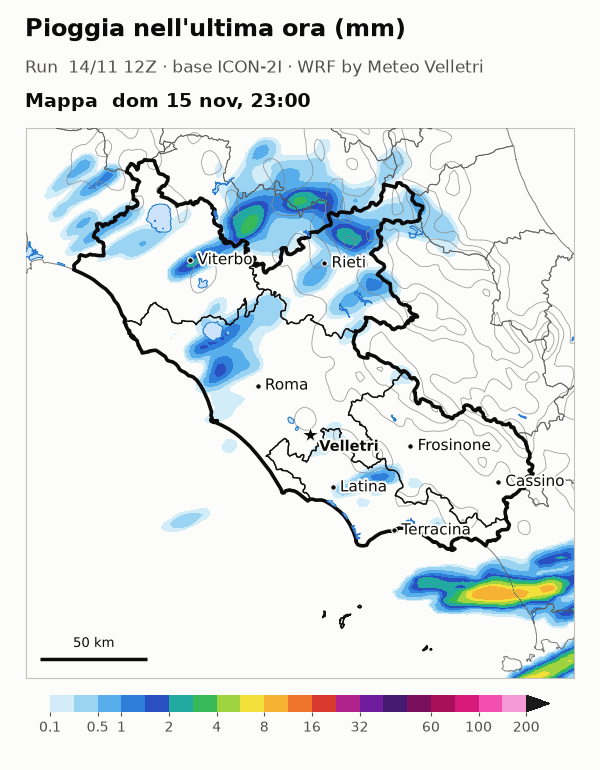 Pioggia nell'ultima ora (mm)
Run  14/11 12Z · base ICON-2I · WRF by Meteo Velletri
Mappa  dom 15 nov, 23:00
Viterbo
Rieti
Roma
Velletri
Frosinone
Latina
Cassino
Terracina
50 km
0.1 0.5 1 2 4 8 16 32 60 100 200